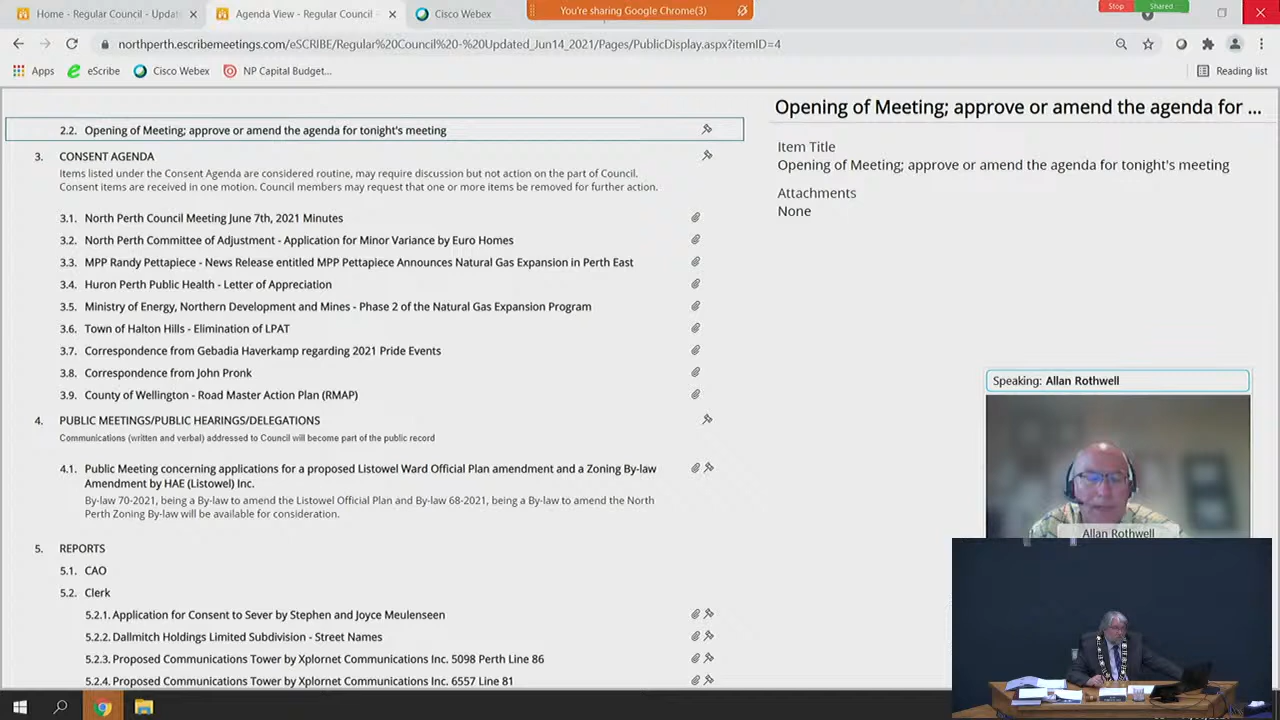 Home - Regular Council - Updat
Agenda View - Regular Council -
Cisco Webex
You're sharing Google Chrome(3)
Stop
Shared
northperth.escribemeetings.com/eSCRIBE/Regular%20Council%20-%20Updated_Jun14_2021/Pages/PublicDisplay.aspx?itemID=4
Apps
eScribe
Cisco Webex
NP Capital Budget...
Reading list
2.2. Opening of Meeting; approve or amend the agenda for tonight's meeting
3. CONSENT AGENDA
Items listed under the Consent Agenda are considered routine, may require discussion but not action on the part of Council.
Consent items are received in one motion. Council members may request that one or more items be removed for further action.
3.1. North Perth Council Meeting June 7th, 2021 Minutes
3.2. North Perth Committee of Adjustment - Application for Minor Variance by Euro Homes
3.3. MPP Randy Pettapiece - News Release entitled MPP Pettapiece Announces Natural Gas Expansion in Perth East
3.4. Huron Perth Public Health - Letter of Appreciation
3.5. Ministry of Energy, Northern Development and Mines - Phase 2 of the Natural Gas Expansion Program
3.6. Town of Halton Hills - Elimination of LPAT
3.7. Correspondence from Gebadia Haverkamp regarding 2021 Pride Events
3.8. Correspondence from John Pronk
3.9. County of Wellington - Road Master Action Plan (RMAP)
4. PUBLIC MEETINGS/PUBLIC HEARINGS/DELEGATIONS
Communications (written and verbal) addressed to Council will become part of the public record
4.1. Public Meeting concerning applications for a proposed Listowel Ward Official Plan amendment and a Zoning By-law
Amendment by HAE (Listowel) Inc.
By-law 70-2021, being a By-law to amend the Listowel Official Plan and By-law 68-2021, being a By-law to amend the North
Perth Zoning By-law will be available for consideration.
5. REPORTS
5.1. CAO
5.2. Clerk
5.2.1. Application for Consent to Sever by Stephen and Joyce Meulenseen
5.2.2. Dallmitch Holdings Limited Subdivision - Street Names
5.2.3. Proposed Communications Tower by Xplornet Communications Inc. 5098 Perth Line 86
5.2.4. Proposed Communications Tower by Xplornet Communications Inc. 6557 Line 81
Opening of Meeting; approve or amend the agenda for ...
Item Title
Opening of Meeting; approve or amend the agenda for tonight's meeting
Attachments
None
Speaking: Allan Rothwell
Allan Rothwell